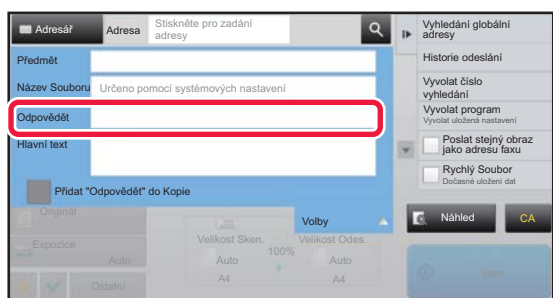 Adresář
Adresa
Stiskněte pro zadání
adresy
Předmět
Název Souboru
Určeno pomocí systémových nastavení
Odpovědět
Hlavní text
Přidat "Odpovědět" do Kopie
Originál
Volby
Expozice
Auto
Velikost Sken.
Auto
A4
100%
Velikost Odes.
Auto
A4
Ostatní
Vyhledání globální
adresy
Historie odeslání
Vyvolat číslo
vyhledání
Vyvolat program
Vyvolat uložená nastavení
Poslat stejný obraz
jako adresu faxu
Rychlý Soubor
Dočasné uložení dat
Náhled
CA
Start